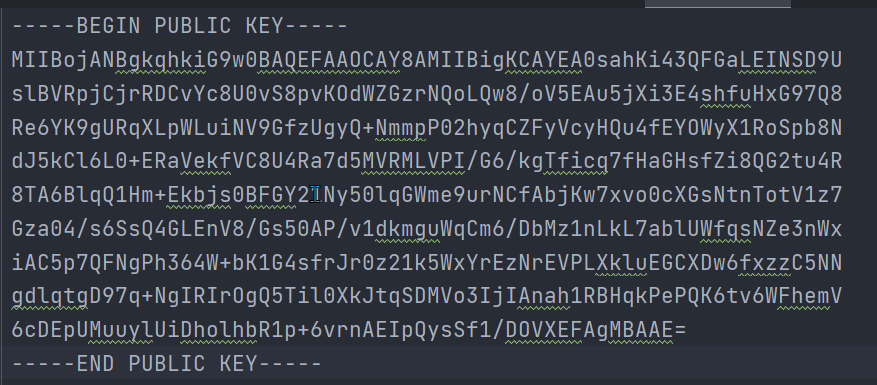 -----BEGIN PUBLIC KEY-----
MIIBojANBgkqhkiG9w0BAQEFAAOCAY8AMIIBigKCAYEA0sahKi43QFGaLEINSD9U
slBVRpjCjrRDCvYc8U0vS8pvKOdWZGzrNQoLQw8/oV5EAu5jXi3E4shfuHxG97Q8
Re6YK9gURqXLpWLuiNV9GfzUgyQ+NmmpP02hyqCZFyVcyHQu4fEYOWyX1RoSpb8N
dJ5kCl6L0+ERaVekfVC8U4Ra7d5MVRMLVPI/G6/kgTficq7fHaGHsfZi8QG2tu4R
8TA6BlqQ1Hm+Ekbjs0BFGY2INy50lqGWme9urNCfAbjKw7xvo0cXGsNtnTotV1z7
Gza04/s6SsQ4GLEnV8/Gs50AP/v1dkmquWqCm6/DbMz1nLkL7ablUWfqsNZe3nWx
iAC5p7QFNgPh364W+bK1G4sfrJr0z21k5WxYrEzNrEVPLXkluEGCXDw6fxzzC5NN
gdlqtgD97q+NgIRIrOgQ5Til0XkJtqSDMVo3IjIAnah1RBHqkPePQK6tv6WFhemV
6cDEpUMuuylUiDholhbR1p+6vrnAEIpQysSf1/DOVXEFAgMBAAE=
-----END PUBLIC KEY-----